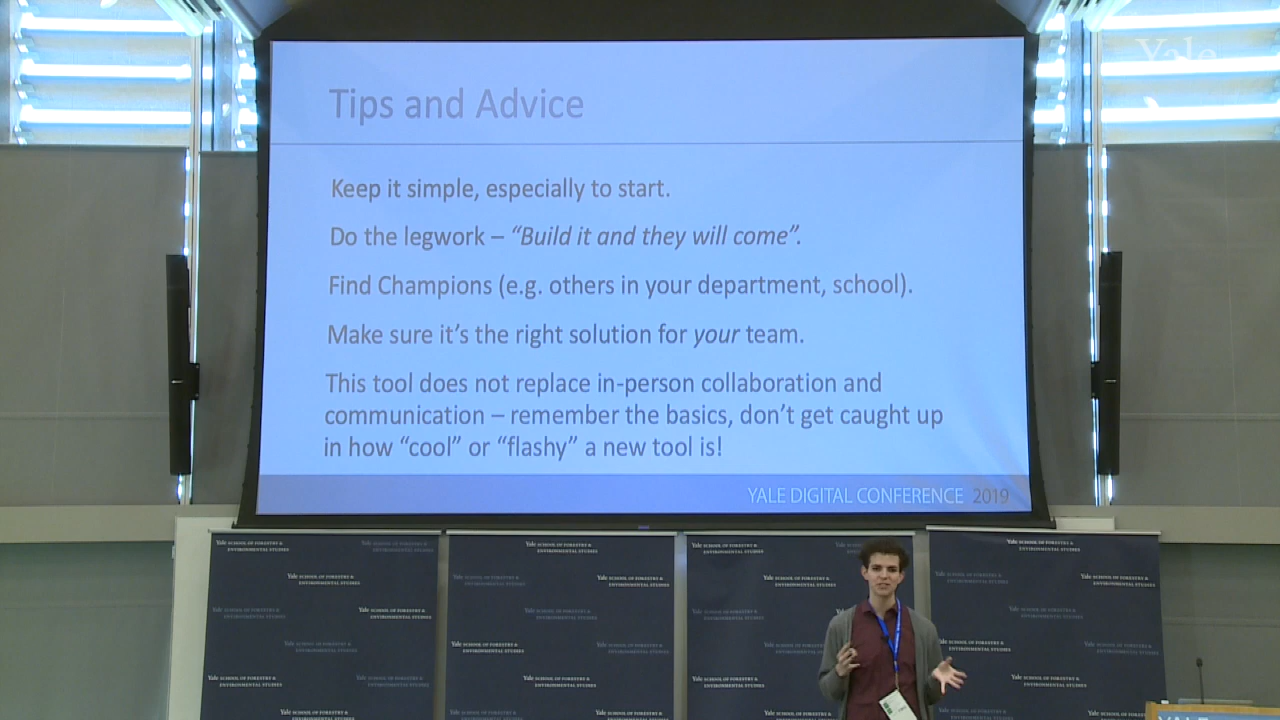 Yale
Tips and Advice
Keep it simple, especially to start.
Do the legwork – “Build it and they will come”.
Find Champions (e.g. others in your department, school).
Make sure it’s the right solution for your team.
This tool does not replace in-person collaboration and
communication – remember the basics, don’t get caught up
in how “cool” or “flashy” a new tool is!
YALE DIGITAL CONFERENCE 2019
Yale SCHOOL OF FORESTRY &
ENVIRONMENTAL STUDIES